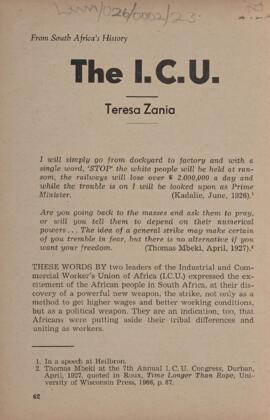 Lwm/026/0002/23
From South Africa's History
The I.C.U.
Teresa Zania
I will simply go from dockyard to factory and with a
single word, 'STOP' the white people will be held at ran-
som, the railways will lose over $ 2.000,000 a day and
while the trouble is on I will be looked upon as Prime
Minister. (Kadalie, June, 1926).1
Are you going back to the masses and ask them to pray,
or will you tell them to depend on their numerical
powers . . . The idea of a general strike may make certain
of you tremble in fear, but there is no alternative if you
want your freedom. (Thomas Mbeki, April, 1927).2
THESE WORDS BY two leaders of the Industrial and Com-
mercial Worker's Union of Africa (I.C.U.) expressed the ex-
citement of the African people in South Africa, at their dis-
covery of a powerful new weapon, the strike, not only as a
method to get higher wages and better working conditions,
but as a political weapon. They are an indication, too, that
Africans were putting aside their tribal differences and
uniting as workers.
1. In a speech at Heilbron.
2. Thomas Mbeki at the 7th Annual I.C.U. Congress, Durban,
April, 1927, quoted in Roux, Time Longer Than Rope, Uni-
versity of Wisconsin Press, 1966, p. 87.
62